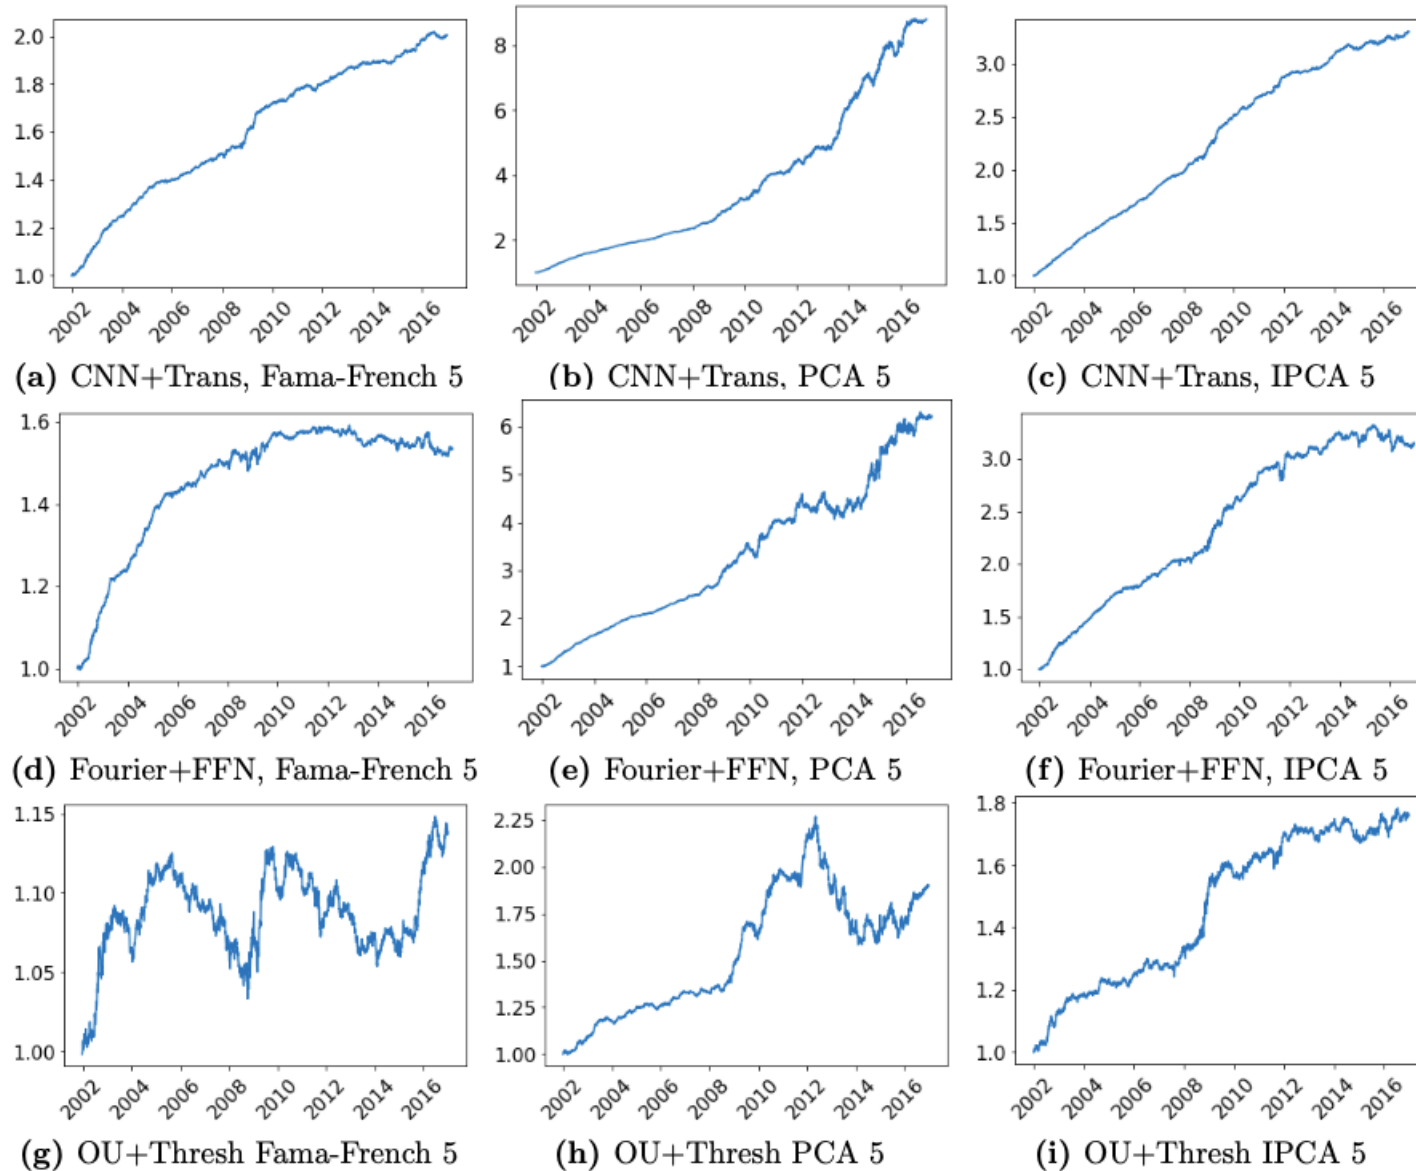 2.0
1.8
1.6
1.4
1.2
1.0
2002 2004 2006 2008 2010 2012 2014 2016
(a) CNN+Trans, Fama-French 5
8
6
4
2
2002 2004 2006 2008 2010 2012 2014 2016
(b) CNN+Trans, PCA 5
3.0
2.5
2.0
1.5
1.0
2002 2004 2006 2008 2010 2012 2014 2016
(c) CNN+Trans, IPCA 5
1.6
1.4
1.2
1.0
2002 2004 2006 2008 2010 2012 2014 2016
(d) Fourier+FFN, Fama-French 5
6
5
4
3
2
1
2002 2004 2006 2008 2010 2012 2014 2016
(e) Fourier+FFN, PCA 5
3.0
2.5
2.0
1.5
1.0
2002 2004 2006 2008 2010 2012 2014 2016
(f) Fourier+FFN, IPCA 5
1.15
1.10
1.05
1.00
2002 2004 2006 2008 2010 2012 2014 2016
(g) OU+Thresh Fama-French 5
2.25
2.00
1.75
1.50
1.25
1.00
2002 2004 2006 2008 2010 2012 2014 2016
(h) OU+Thresh PCA 5
1.8
1.6
1.4
1.2
1.0
2002 2004 2006 2008 2010 2012 2014 2016
(i) OU+Thresh IPCA 5